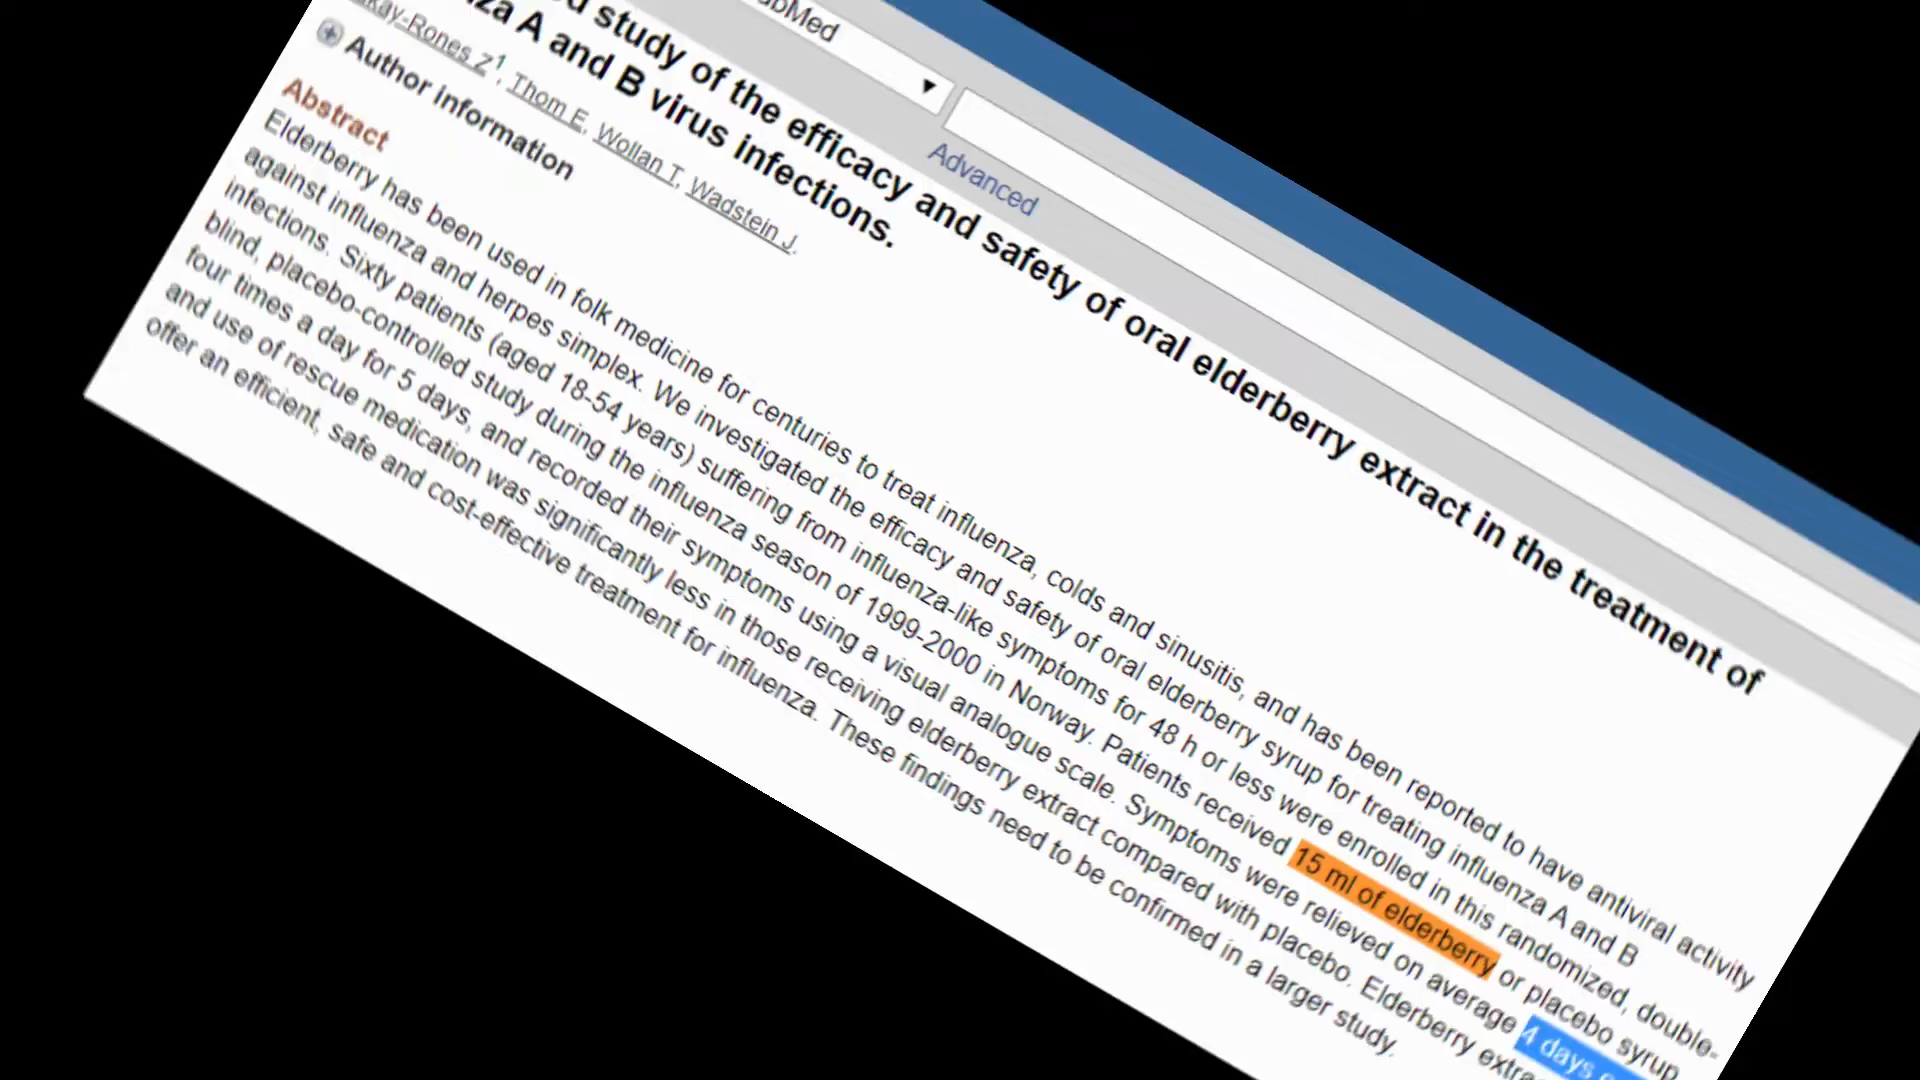 bMed
Advanced
study of the efficacy and safety of oral elderberry extract in the treatment of
za A and B virus infections.
kay-Rones Z1, Thom E, Wollan T, Wadstein J.
Author information
Abstract
Elderberry has been used in folk medicine for centuries to treat influenza, colds and sinusitis, and has been reported to have antiviral activity
against influenza and herpes simplex. We investigated the efficacy and safety of oral elderberry syrup for treating influenza A and B
infections. Sixty patients (aged 18-54 years) suffering from influenza-like symptoms for 48 h or less were enrolled in this randomized, double-
blind, placebo-controlled study during the influenza season of 1999-2000 in Norway. Patients received 15 ml of elderberry or placebo syrup
four times a day for 5 days, and recorded their symptoms using a visual analogue scale. Symptoms were relieved on average 4 days
and use of rescue medication was significantly less in those receiving elderberry extract compared with placebo. Elderberry extrac
offer an efficient, safe and cost-effective treatment for influenza. These findings need to be confirmed in a larger study.